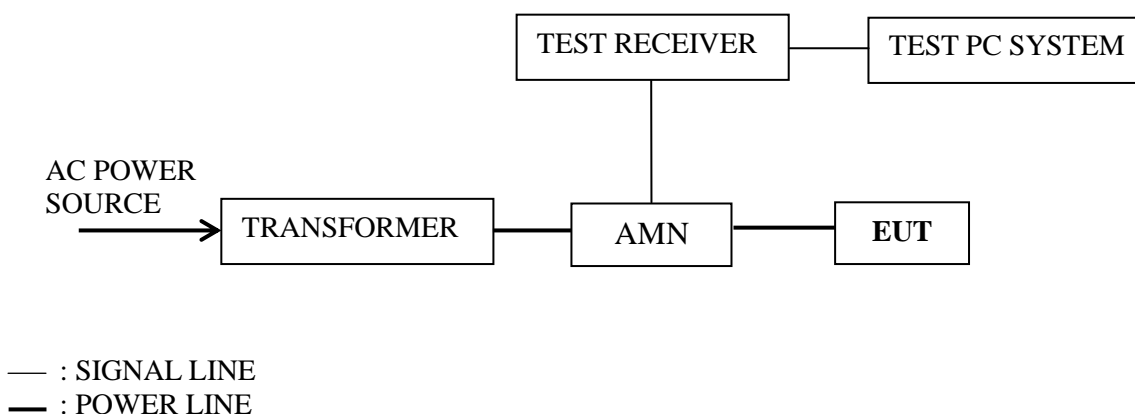 TEST RECEIVER
TEST PC SYSTEM
AC POWER
SOURCE
TRANSFORMER
AMN
EUT
: SIGNAL LINE
: POWER LINE